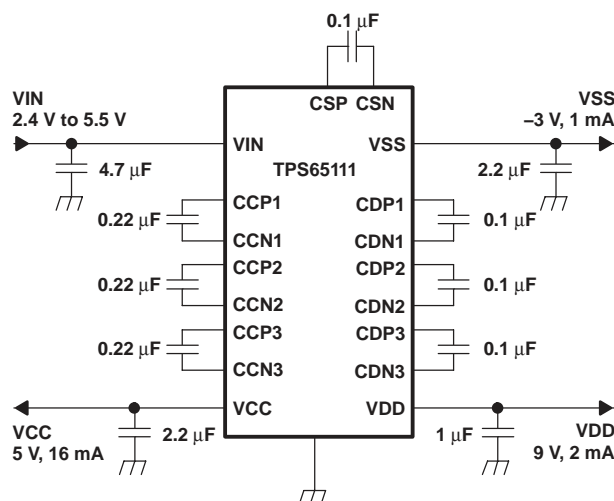 0.1 μF
CSP CSN
VIN
2.4 V to 5.5 V
VSS
–3 V, 1 mA
VIN
VSS
TPS65111
4.7 μF
2.2 μF
CCP1
CDP1
0.22 μF
0.1 μF
CCN1
CDN1
CCP2
CDP2
0.22 μF
0.1 μF
CCN2
CDN2
CCP3
CDP3
0.22 μF
0.1 μF
CCN3
CDN3
VCC
VDD
VCC
5 V, 16 mA
2.2 μF
1 μF
VDD
9 V, 2 mA